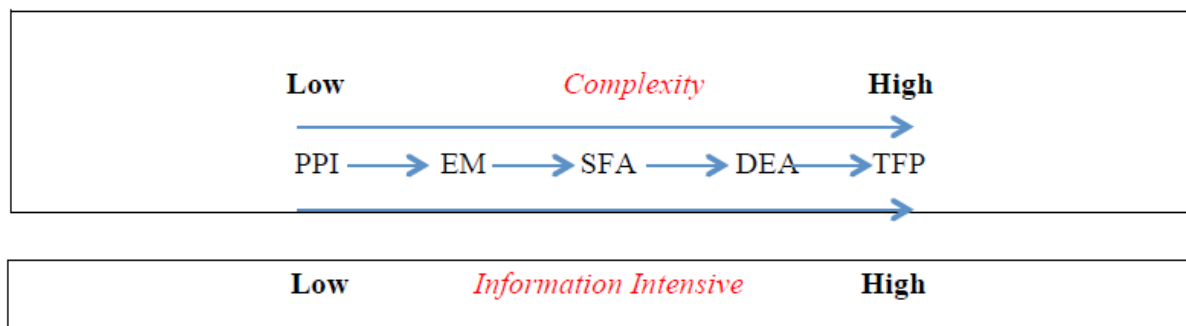 Low Complexity High
PPI EM SFA DEA TFP
Low Information Intensive High